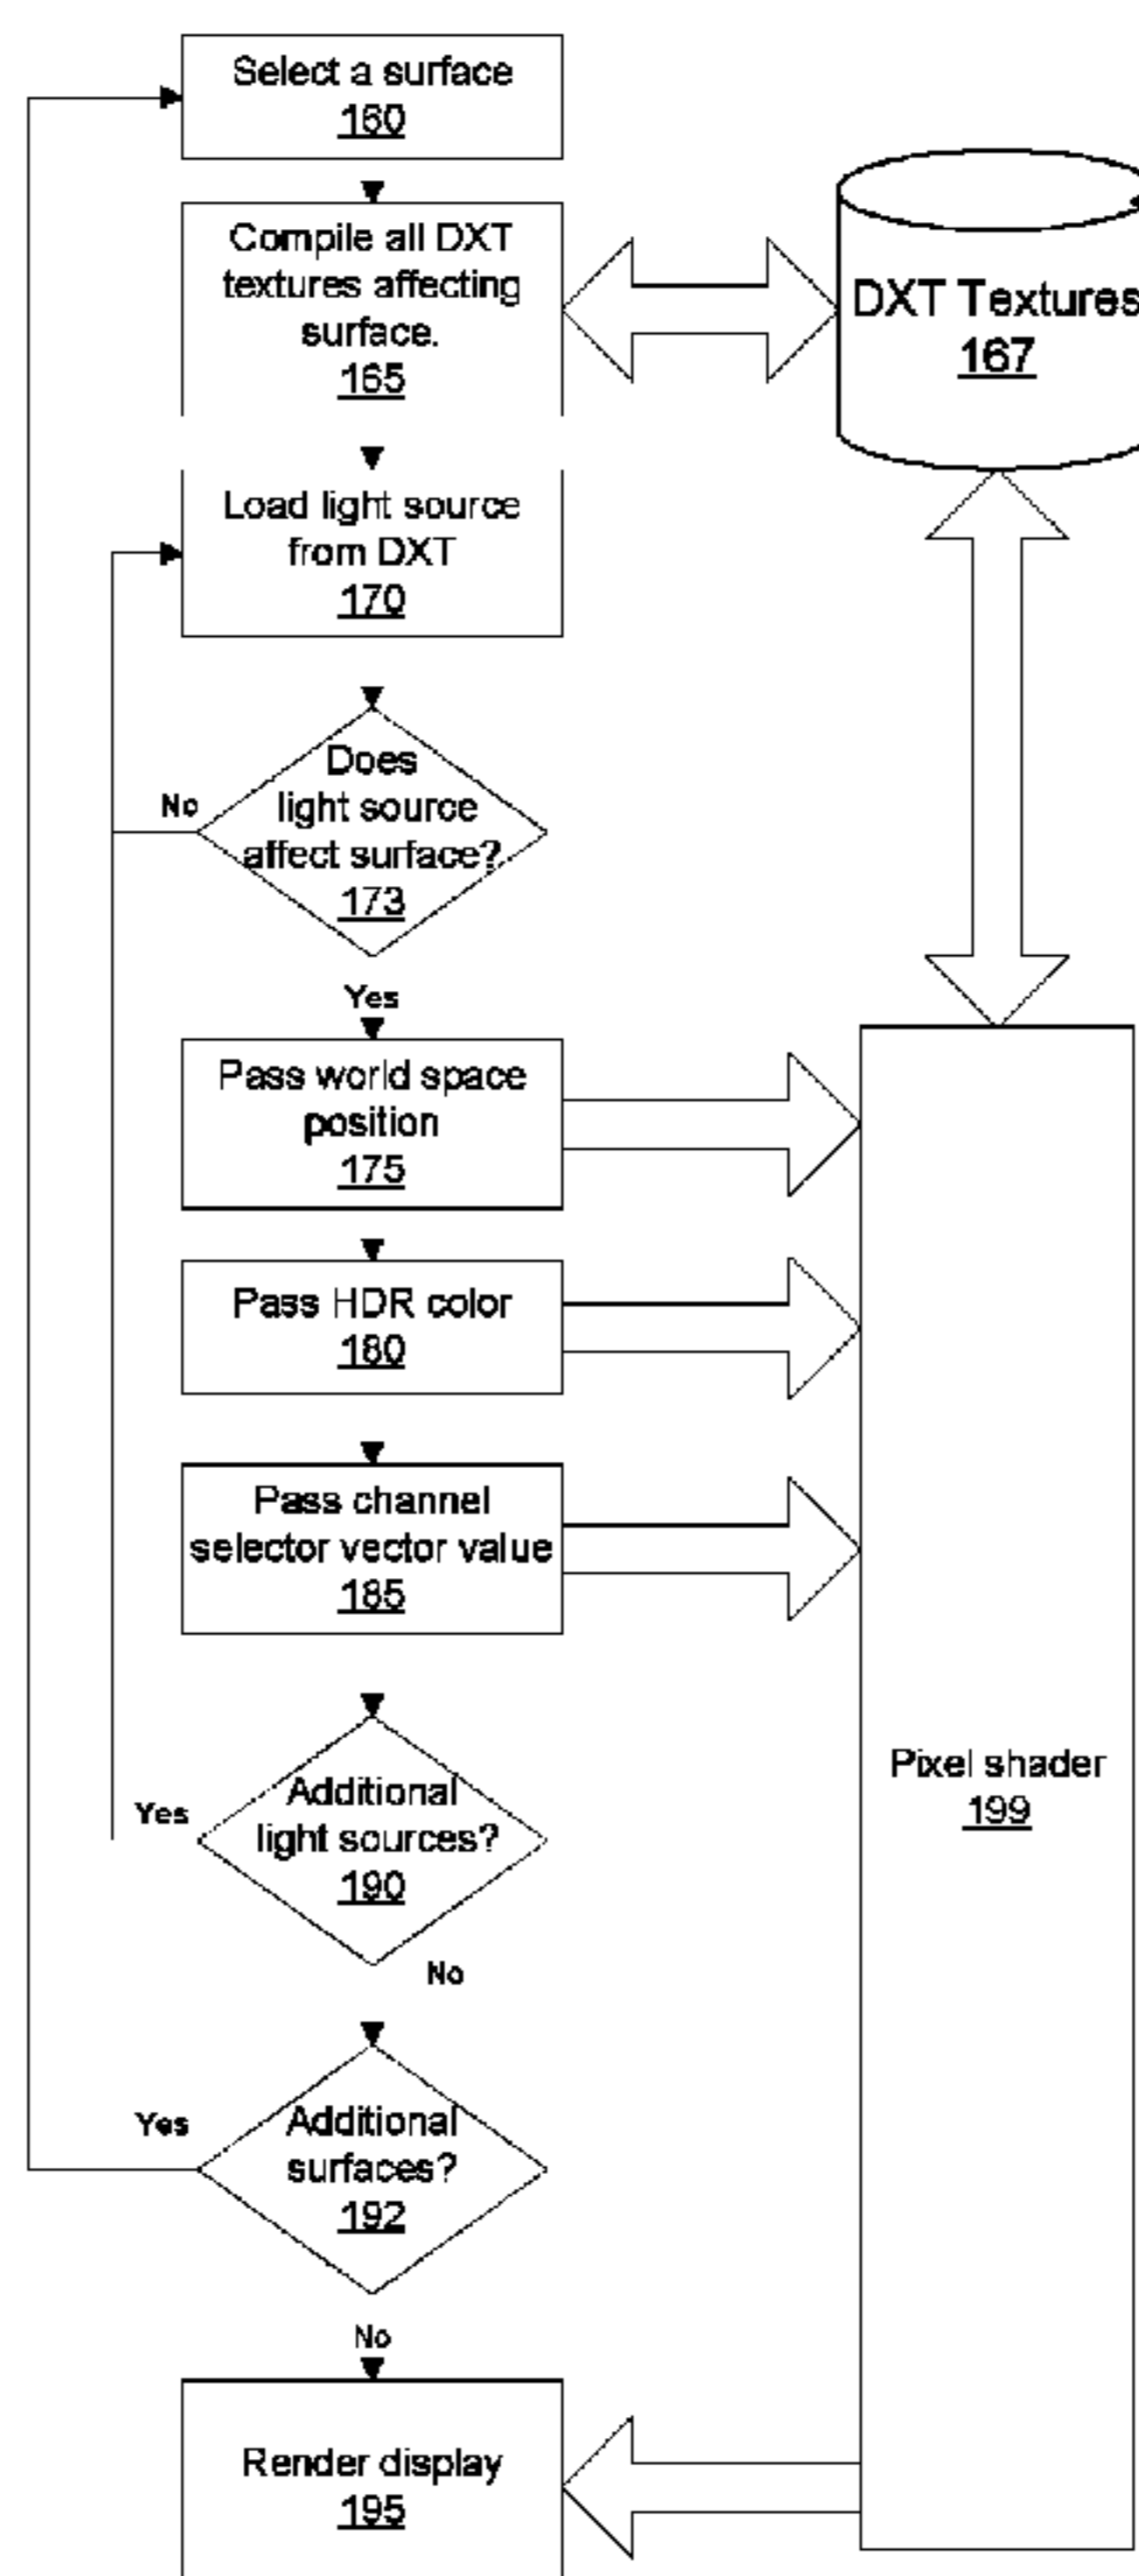 Select a surface
160
Compile all DXT
textures affecting
surface.
165
DXT Textures
167
Load light source
from DXT
170
Does
light source
affect surface?
173
No
Yes
Pass world space
position
175
Pass HDR color
180
Pass channel
selector vector value
185
Pixel shader
199
Additional
light sources?
190
Yes
No
Additional
surfaces?
192
Yes
No
Render display
195